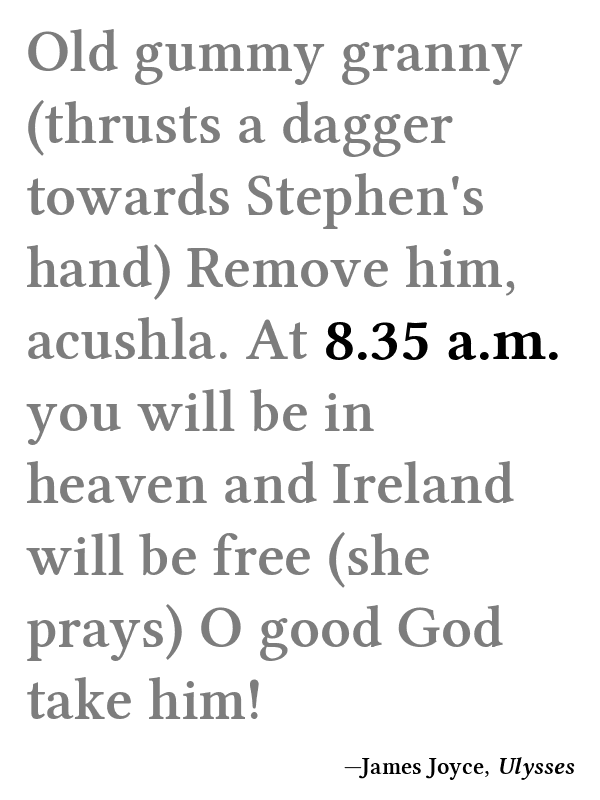 Old gummy granny
(thrusts a dagger
towards Stephen's
hand) Remove him,
acushla. At 8.35 a.m.
you will be in
heaven and Ireland
will be free (she
prays) O good God
take him!
—James Joyce, Ulysses